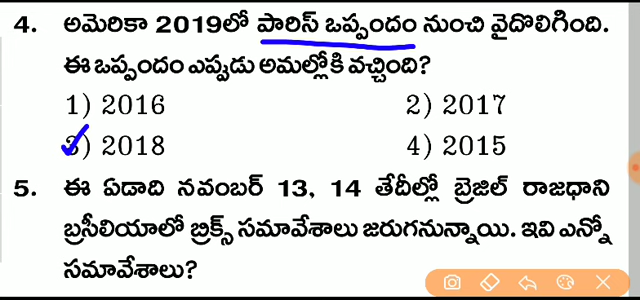 4. అమెరికా 2019లో పారిస్ ఒప్పందం నుంచి వైదొలిగింది.
ఈ ఒప్పందం ఎప్పడు అమల్లోకి వచ్చింది?
1) 2016 2) 2017
3) 2018 4) 2015
5. ఈ ఏడాది నవంబర్ 13, 14 తేదీల్లో బ్రెజిల్ రాజధాని
బ్రసీలియాలో బ్రిక్స్ సమావేశాలు జరుగనున్నాయి. ఇవి ఎన్నో
సమావేశాలు?